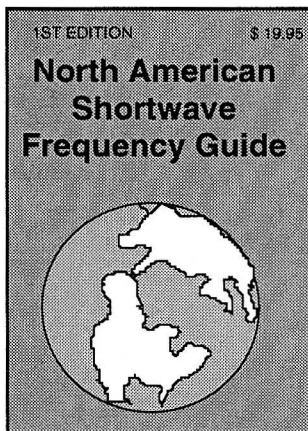 1ST EDITION $ 19.95
North American
Shortwave
Frequency Guide